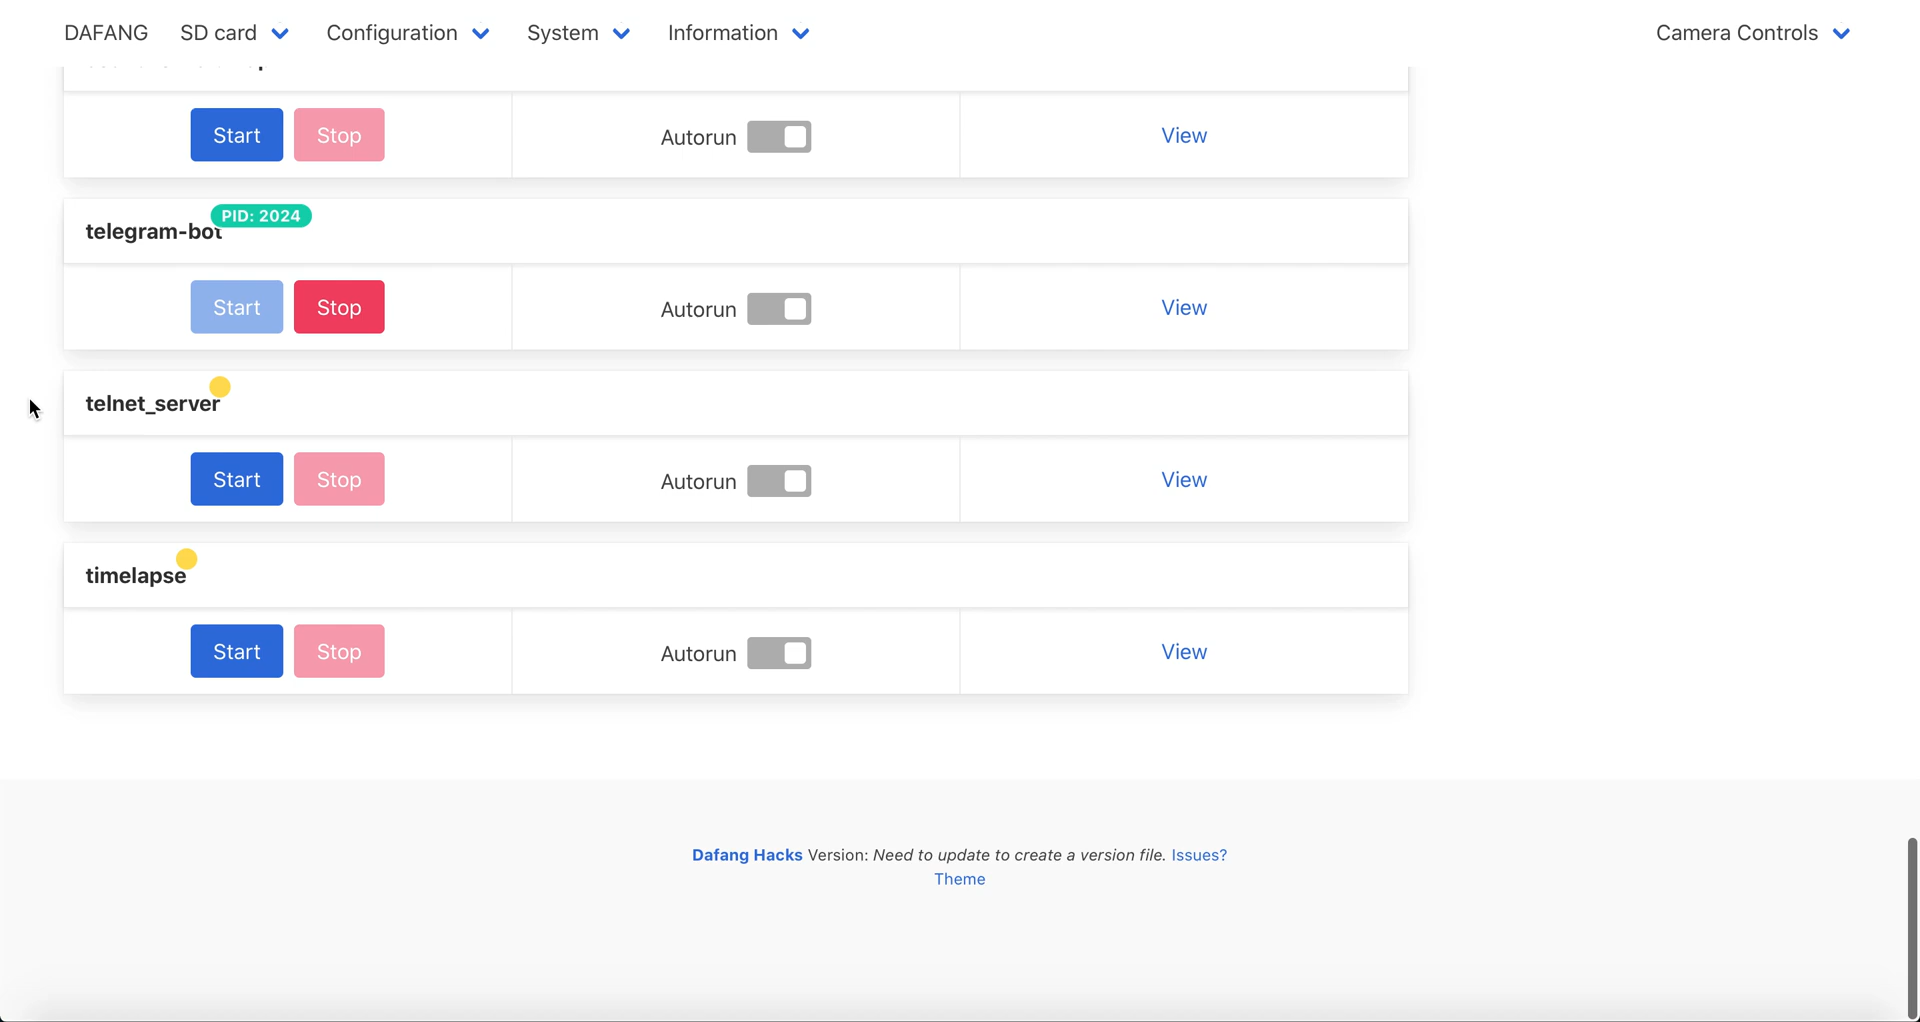 DAFANG SD card Configuration System Information Camera Controls
Start Stop Autorun View
telegram-bot PID: 2024
Start Stop Autorun View
telnet_server
Start Stop Autorun View
timelapse
Start Stop Autorun View
Dafang Hacks Version: Need to update to create a version file. Issues?
Theme